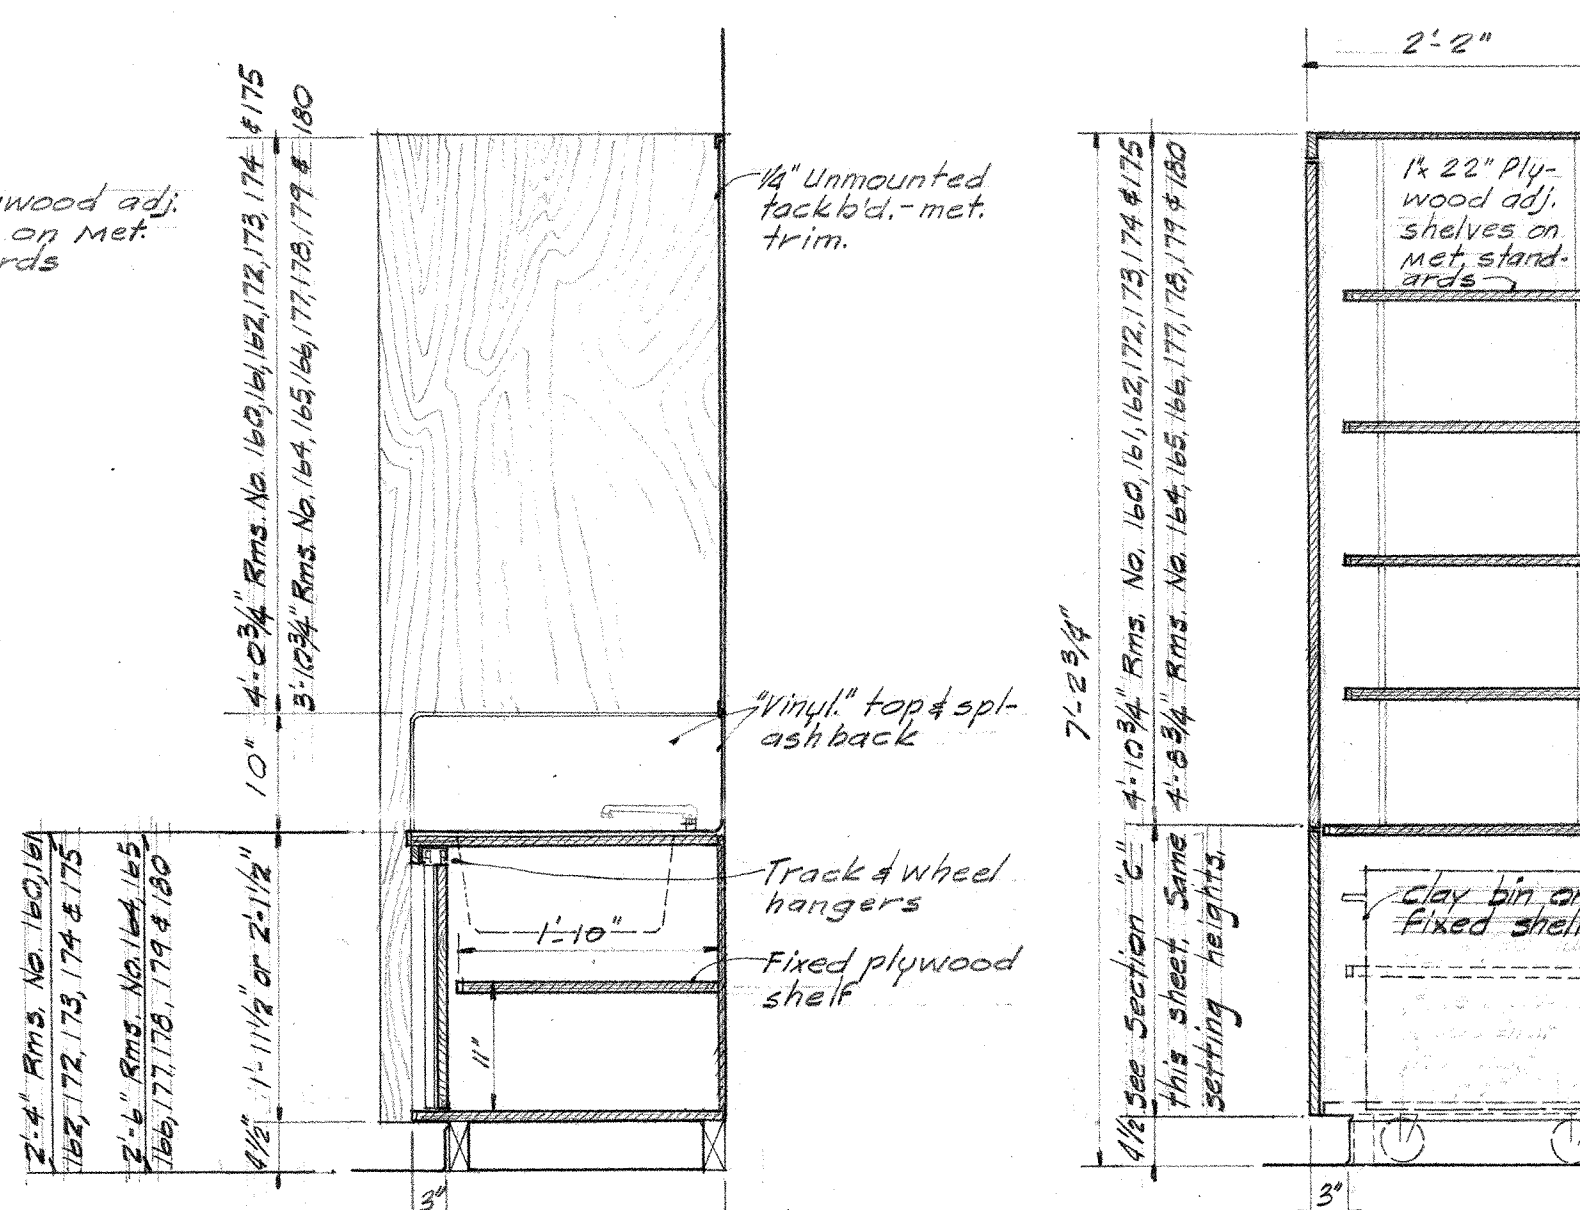 wood adj.
on Met.
rds
4'-0 3/4" Rms. No. 160, 161, 162, 172, 173, 174 & 175
3'-10 3/4" Rms. No. 164, 165, 166, 177, 178, 179 & 180
10"
1/4" Unmounted
tack b'd. - met.
trim.
"Vinyl." top & spl-
ashback
2'-4" Rms. No. 160, 161
162, 172, 173, 174 & 175
2'-6" Rms. No. 164, 165
166, 177, 178, 179 & 180
1'-11 1/2" or 2'-1 1/2"
4 1/2"
Track & wheel
hangers
1'-10"
Fixed plywood
shelf
11"
3"
2'-2"
7'-2 3/4"
4'-10 3/4" Rms. No. 160, 161, 162, 172, 173, 174 & 175
4'-8 3/4" Rms. No. 164, 165, 166, 177, 178, 179 & 180
1"x 22" Ply-
wood adj.
shelves on
Met. stand-
ards
See Section "C"
this sheet. Same
setting heights.
4 1/2
Clay bin on
Fixed shelf
3"